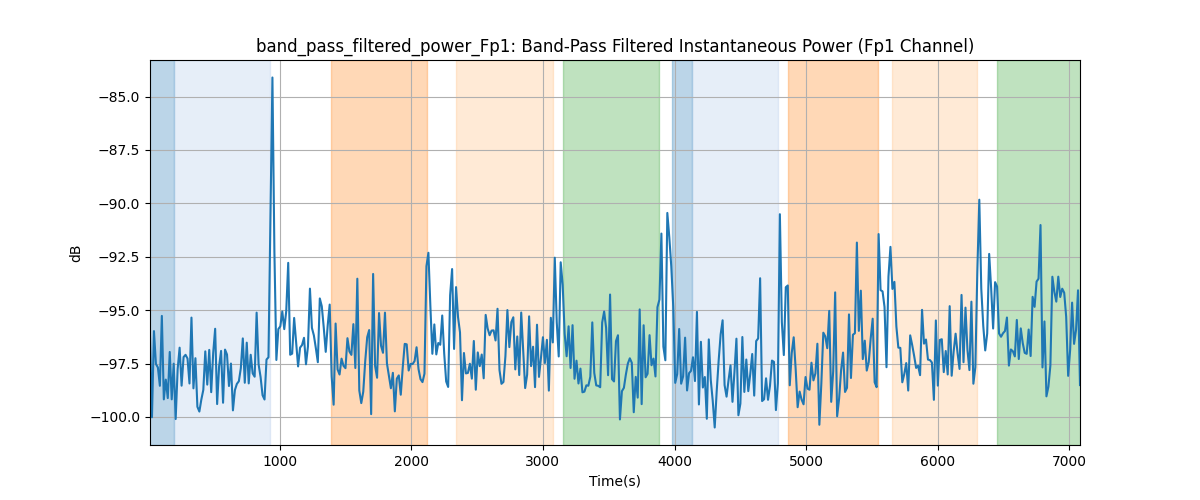 band_pass_filtered_power_Fp1: Band-Pass Filtered Instantaneous Power (Fp1 Channel)
dB
−85.0
−87.5
−90.0
−92.5
−95.0
−97.5
−100.0
1000 2000 3000 4000 5000 6000 7000
Time(s)